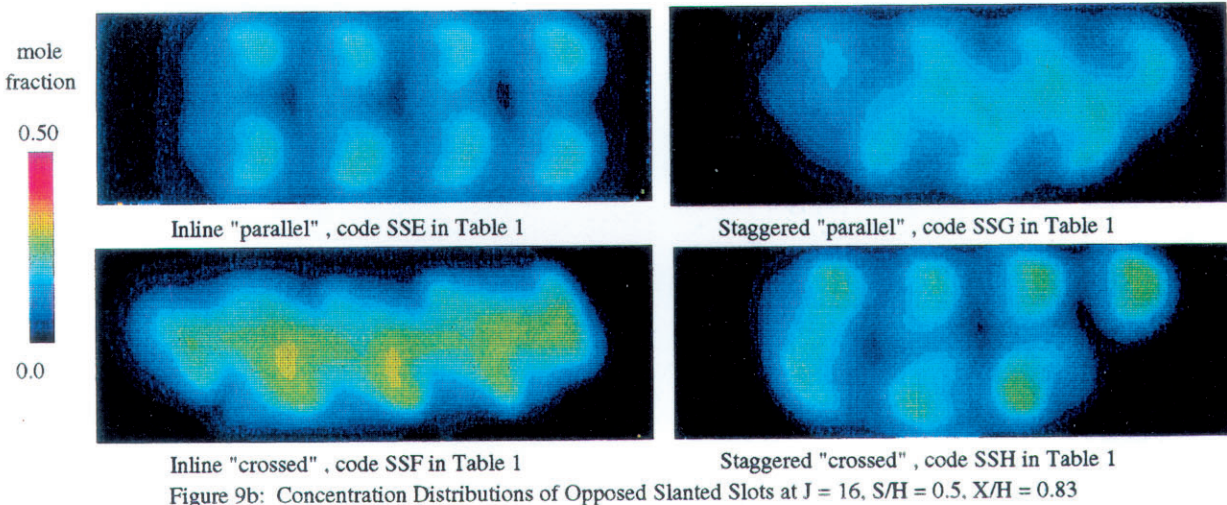 mole
fraction
0.50
0.0
Inline "parallel" , code SSE in Table 1
Staggered "parallel" , code SSG in Table 1
Inline "crossed" , code SSF in Table 1
Staggered "crossed" , code SSH in Table 1
Figure 9b: Concentration Distributions of Opposed Slanted Slots at J = 16, S/H = 0.5, X/H = 0.83